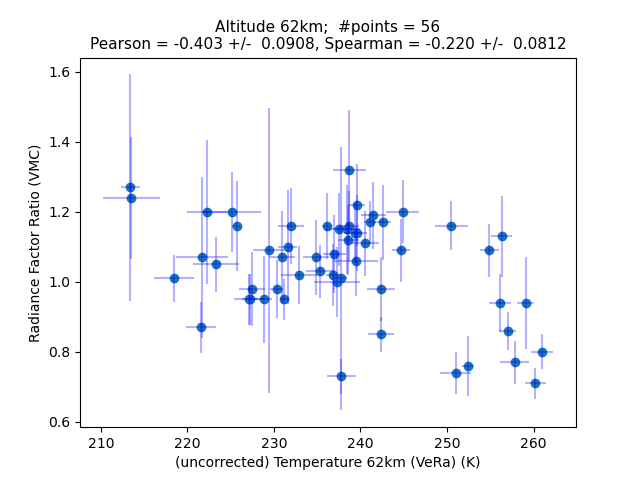 Altitude 62km;  #points = 56
Pearson = -0.403 +/-  0.0908, Spearman = -0.220 +/-  0.0812
1.6
1.4
1.2
1.0
0.8
0.6
Radiance Factor Ratio (VMC)
210 220 230 240 250 260
(uncorrected) Temperature 62km (VeRa) (K)